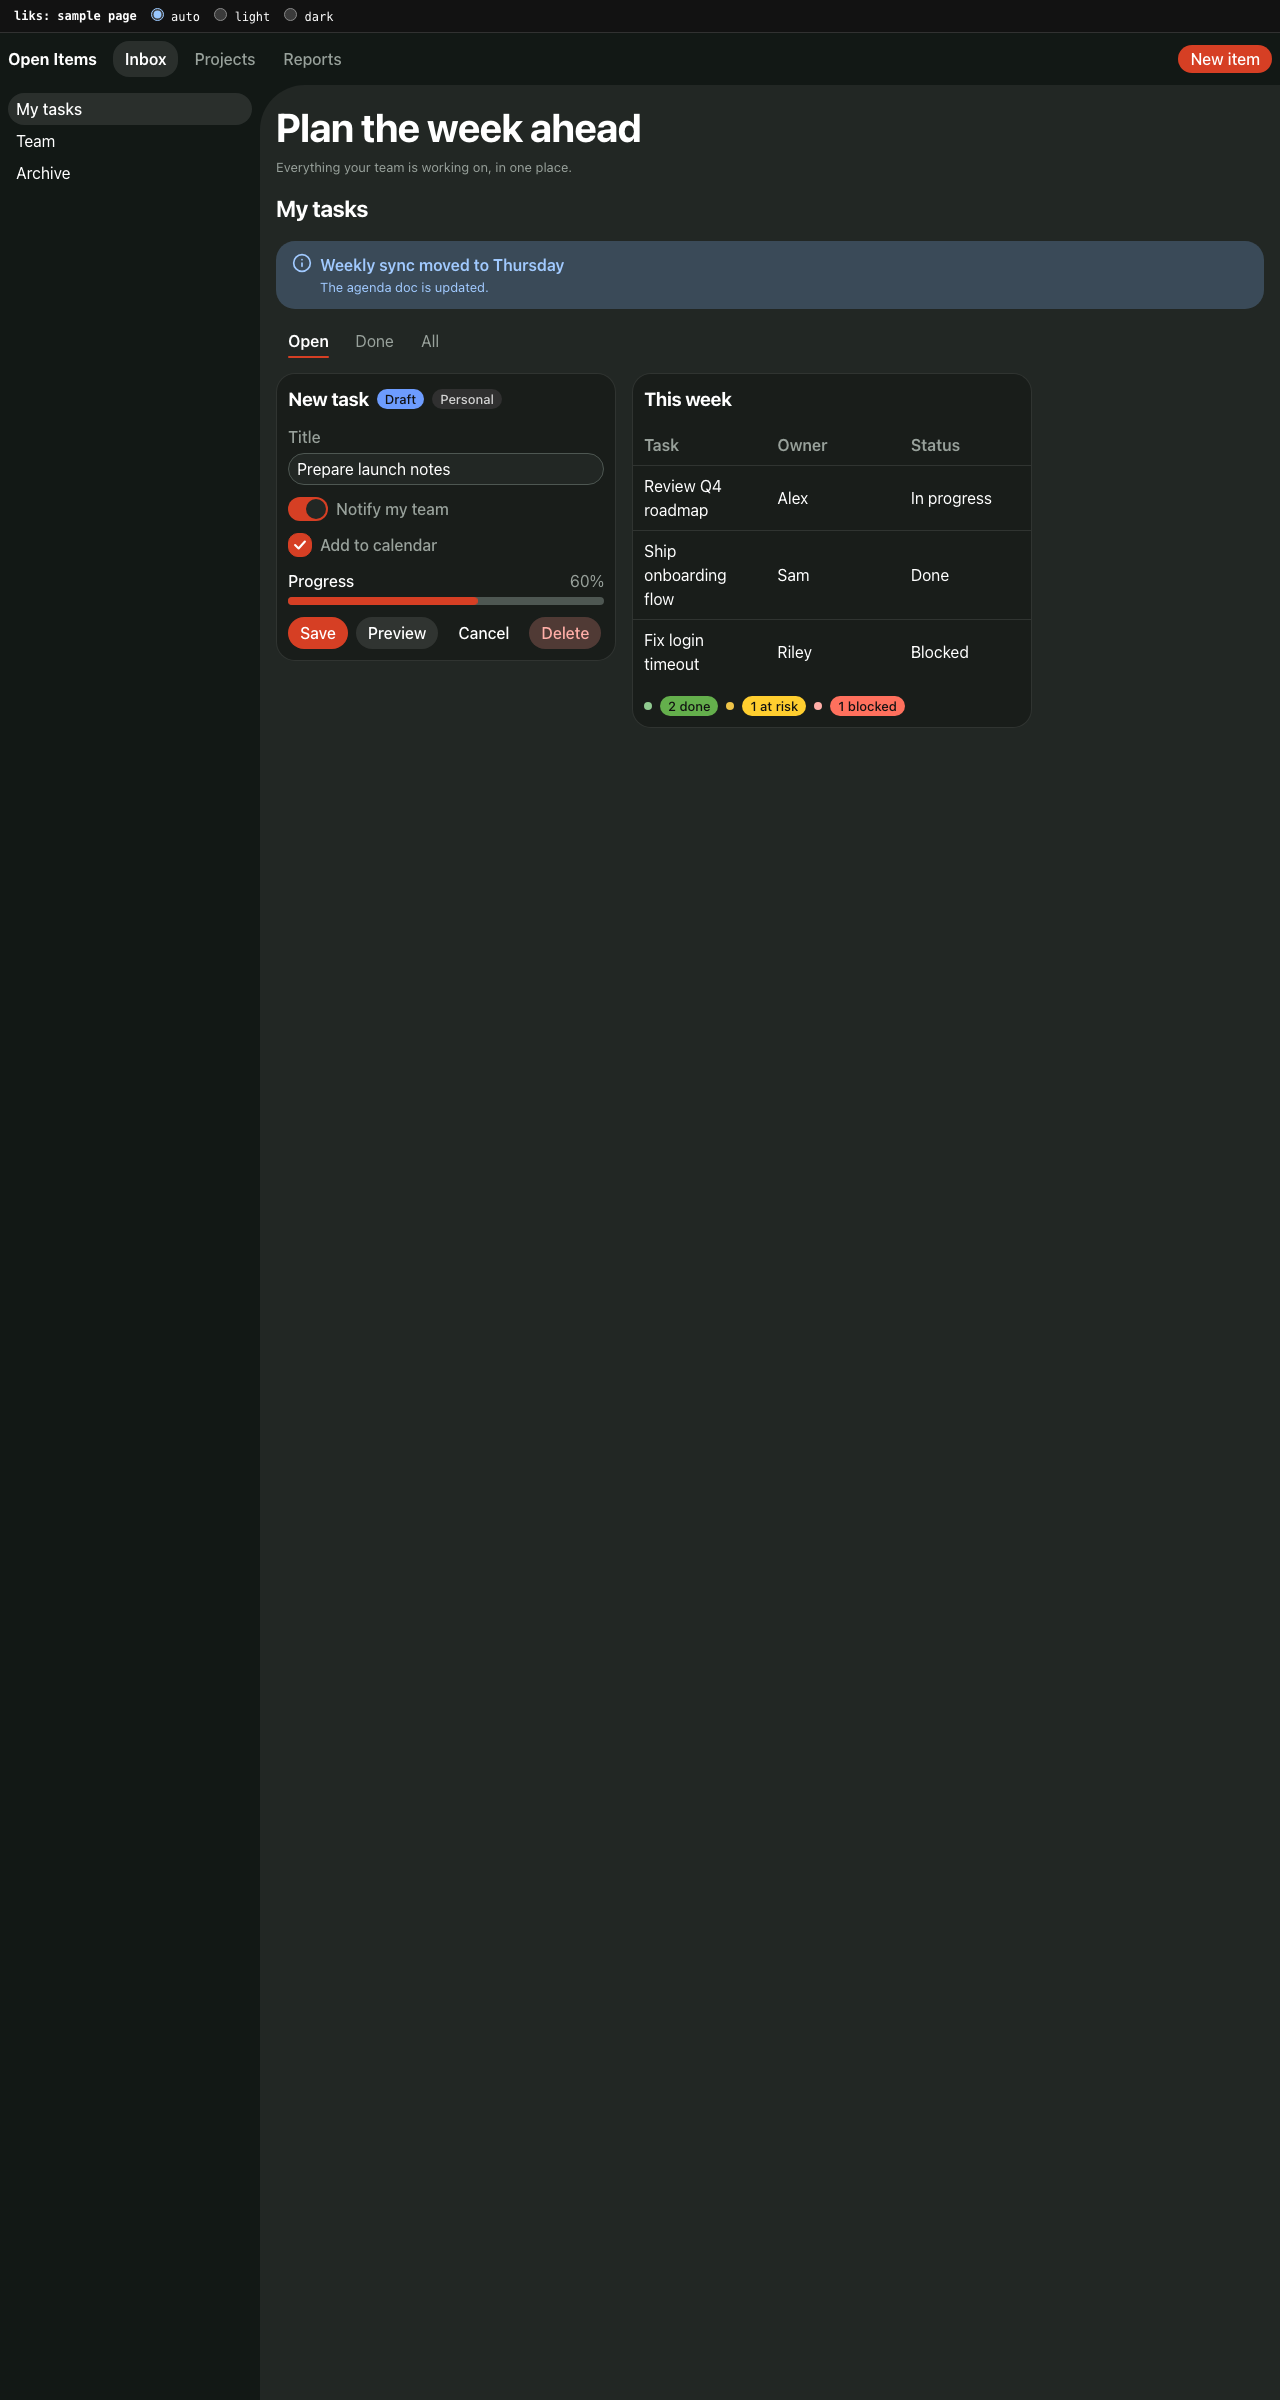 liks: sample page auto light dark
Open Items Inbox Projects Reports New item
My tasks
Team
Archive
Plan the week ahead
Everything your team is working on, in one place.
My tasks
Weekly sync moved to Thursday
The agenda doc is updated.
Open Done All
New task Draft Personal
Title
Prepare launch notes
Notify my team
Add to calendar
Progress 60%
Save Preview Cancel Delete
This week
Task Owner Status
Review Q4
roadmap
Alex In progress
Ship
onboarding
flow
Sam Done
Fix login
timeout
Riley Blocked
2 done 1 at risk 1 blocked